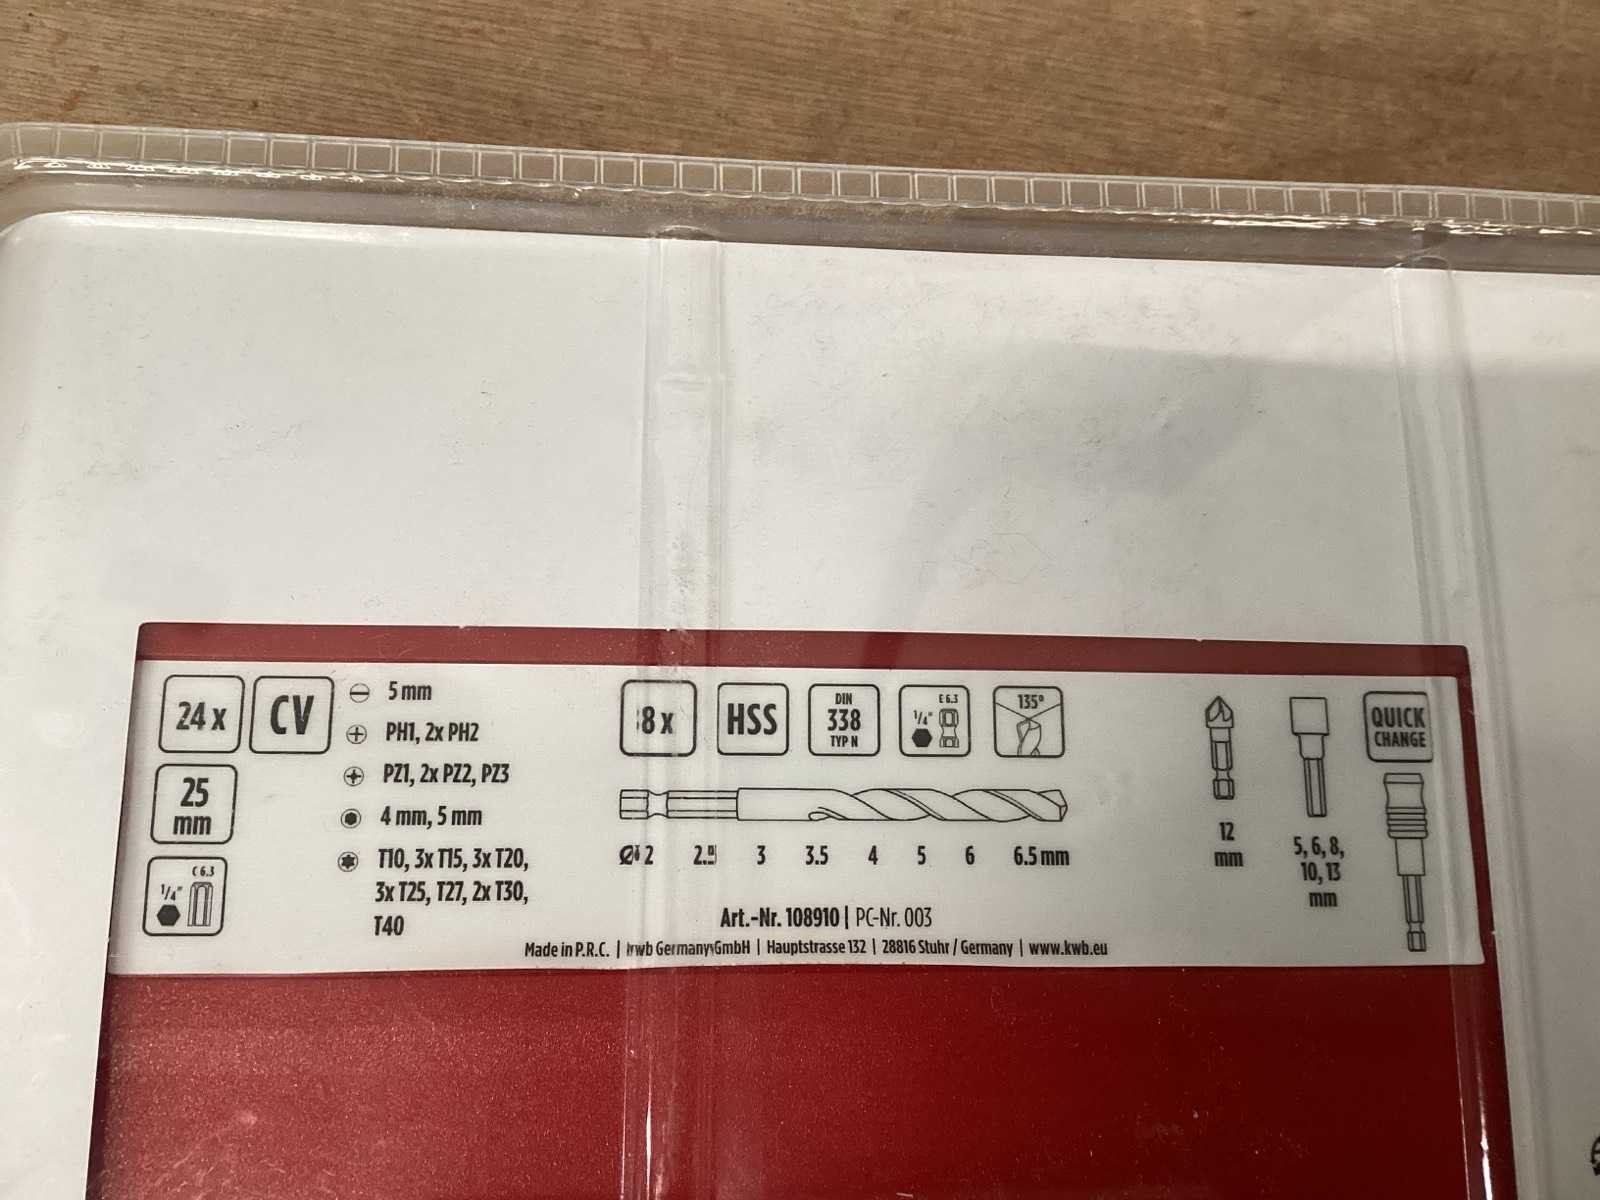 24 x
CV
25
mm
C 6.3
1/4"
5 mm
PH1, 2x PH2
PZ1, 2x PZ2, PZ3
4 mm, 5 mm
T10, 3x T15, 3x T20,
3x T25, T27, 2x T30,
T40
8 x
HSS
DIN
338
TYP N
E 6.3
1/4"
135°
Ø 2 2.5 3 3.5 4 5 6 6.5 mm
12
mm
5, 6, 8,
10, 13
mm
QUICK
CHANGE
Art.-Nr. 108910 | PC-Nr. 003
Made in P.R.C. | kwb Germany GmbH | Hauptstrasse 132 | 28816 Stuhr / Germany | www.kwb.eu